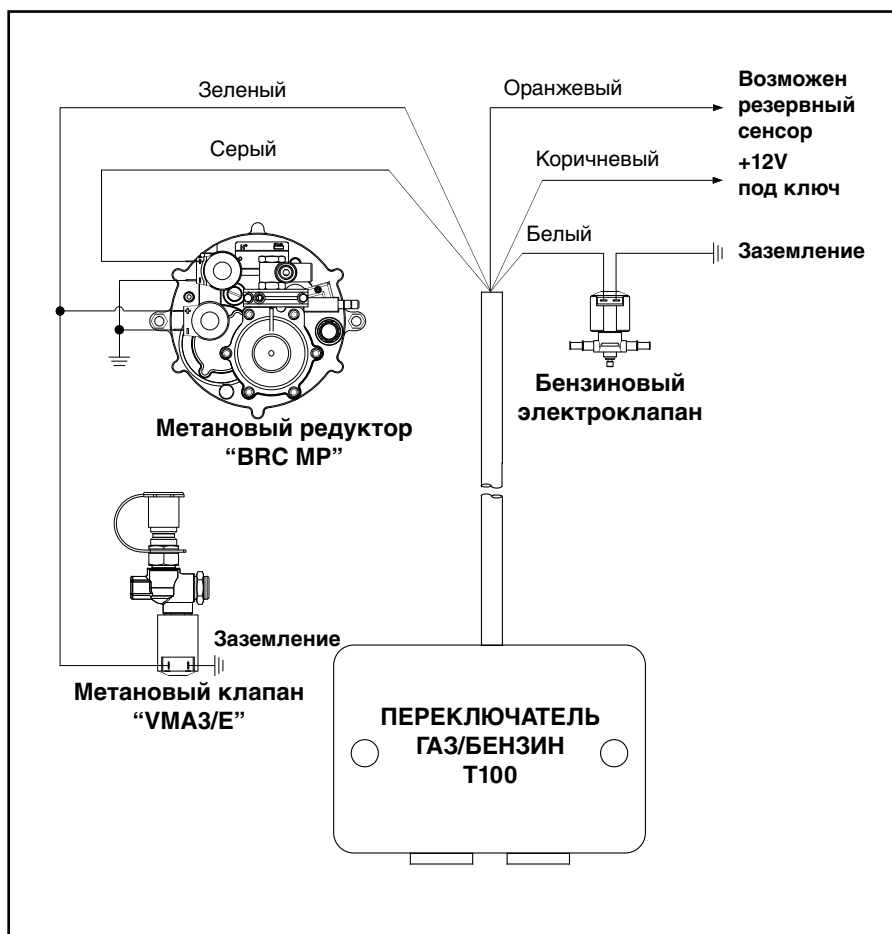 Зеленый
Серый
Оранжевый
Возможен
резервный
сенсор
Коричневый
+12V
под ключ
Белый
Заземление
Бензиновый
электроклапан
Метановый редуктор
“BRC MP”
Заземление
Метановый клапан
“VMA3/E”
ПЕРЕКЛЮЧАТЕЛЬ
ГАЗ/БЕНЗИН
T100